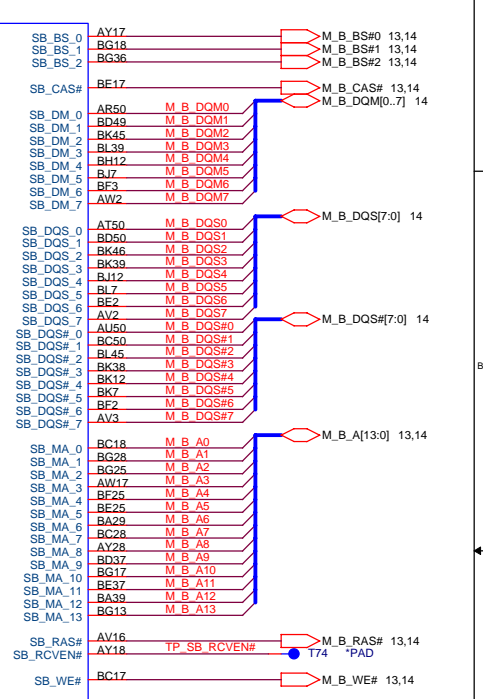 SB_BS_0 AY17 M_B_BS#0 13,14
SB_BS_1 BG18 M_B_BS#1 13,14
SB_BS_2 BG36 M_B_BS#2 13,14
SB_CAS# BE17 M_B_CAS# 13,14
M_B_DQM[0..7] 14
SB_DM_0 AR50 M_B_DQM0
SB_DM_1 BD49 M_B_DQM1
SB_DM_2 BK45 M_B_DQM2
SB_DM_3 BL39 M_B_DQM3
SB_DM_4 BH12 M_B_DQM4
SB_DM_5 BJ7 M_B_DQM5
SB_DM_6 BF3 M_B_DQM6
SB_DM_7 AW2 M_B_DQM7
M_B_DQS[7:0] 14
SB_DQS_0 AT50 M_B_DQS0
SB_DQS_1 BD50 M_B_DQS1
SB_DQS_2 BK46 M_B_DQS2
SB_DQS_3 BK39 M_B_DQS3
SB_DQS_4 BJ12 M_B_DQS4
SB_DQS_5 BL7 M_B_DQS5
SB_DQS_6 BE2 M_B_DQS6
SB_DQS_7 AV2 M_B_DQS7
M_B_DQS#[7:0] 14
SB_DQS#_0 AU50 M_B_DQS#0
SB_DQS#_1 BC50 M_B_DQS#1
SB_DQS#_2 BL45 M_B_DQS#2
SB_DQS#_3 BK38 M_B_DQS#3
SB_DQS#_4 BK12 M_B_DQS#4
SB_DQS#_5 BK7 M_B_DQS#5
SB_DQS#_6 BF2 M_B_DQS#6
SB_DQS#_7 AV3 M_B_DQS#7
B
M_B_A[13:0] 13,14
SB_MA_0 BC18 M_B_A0
SB_MA_1 BG28 M_B_A1
SB_MA_2 BG25 M_B_A2
SB_MA_3 AW17 M_B_A3
SB_MA_4 BF25 M_B_A4
SB_MA_5 BE25 M_B_A5
SB_MA_6 BA29 M_B_A6
SB_MA_7 BC28 M_B_A7
SB_MA_8 AY28 M_B_A8
SB_MA_9 BD37 M_B_A9
SB_MA_10 BG17 M_B_A10
SB_MA_11 BE37 M_B_A11
SB_MA_12 BA39 M_B_A12
SB_MA_13 BG13 M_B_A13
SB_RAS# AV16 M_B_RAS# 13,14
SB_RCVEN# AY18 TP_SB_RCVEN# T74 *PAD
SB_WE# BC17 M_B_WE# 13,14